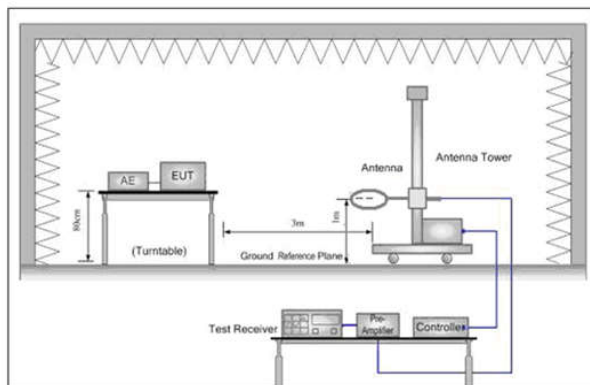 Antenna
Antenna Tower
AE
EUT
80cm
(Turntable)
3m
1m
Ground Reference Plane
Test Receiver
Pre-
Amplifier
Controller